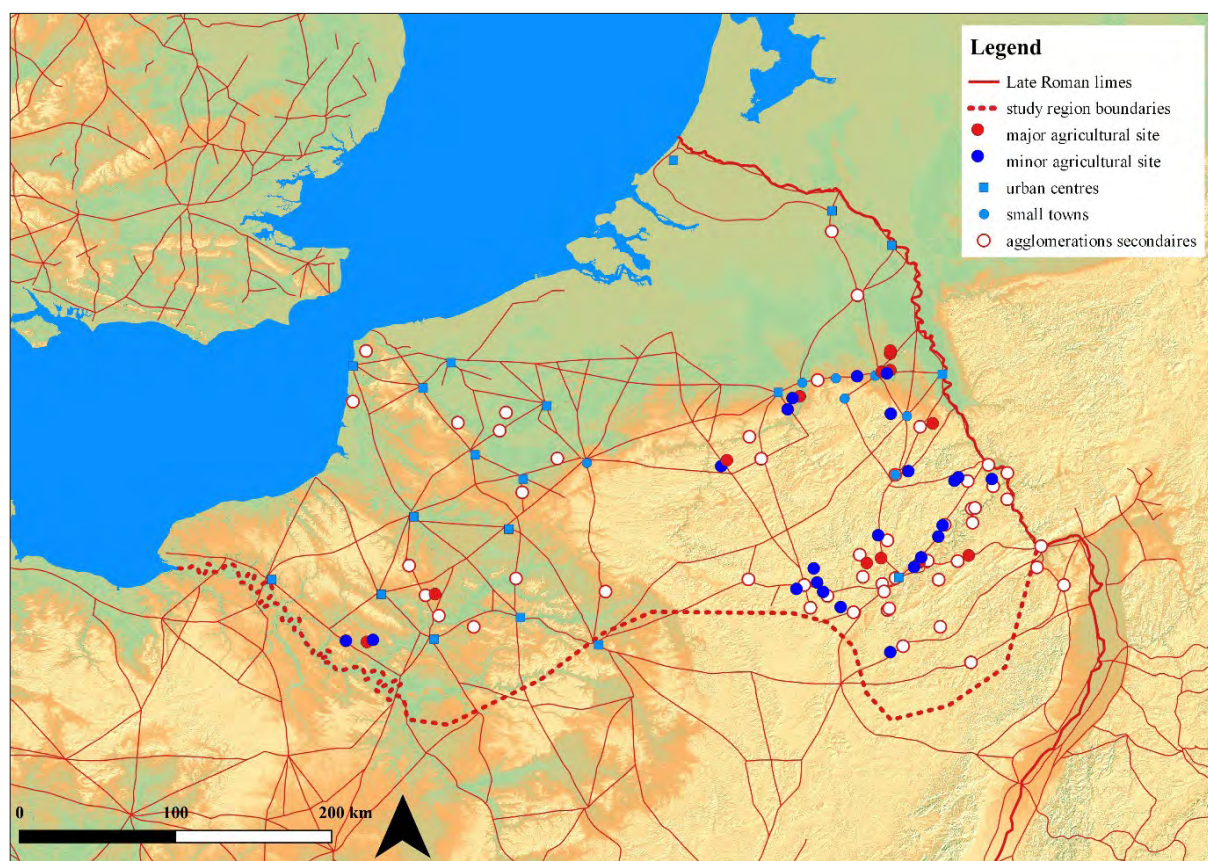 Legend
Late Roman limes
study region boundaries
major agricultural site
minor agricultural site
urban centres
small towns
agglomerations secondaires
0 100 200 km